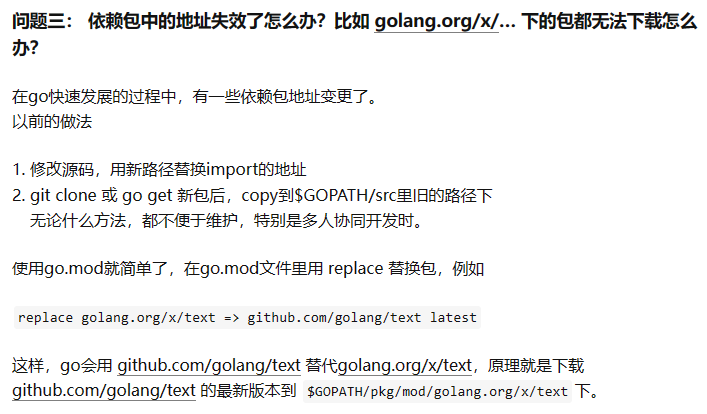 问题三： 依赖包中的地址失效了怎么办？比如 golang.org/x/… 下的包都无法下载怎么
办？
在go快速发展的过程中，有一些依赖包地址变更了。
以前的做法
1. 修改源码，用新路径替换import的地址
2. git clone 或 go get 新包后，copy到$GOPATH/src里旧的路径下
无论什么方法，都不便于维护，特别是多人协同开发时。
使用go.mod就简单了，在go.mod文件里用 replace 替换包，例如
replace golang.org/x/text => github.com/golang/text latest
这样，go会用 github.com/golang/text 替代golang.org/x/text，原理就是下载
github.com/golang/text 的最新版本到 $GOPATH/pkg/mod/golang.org/x/text 下。